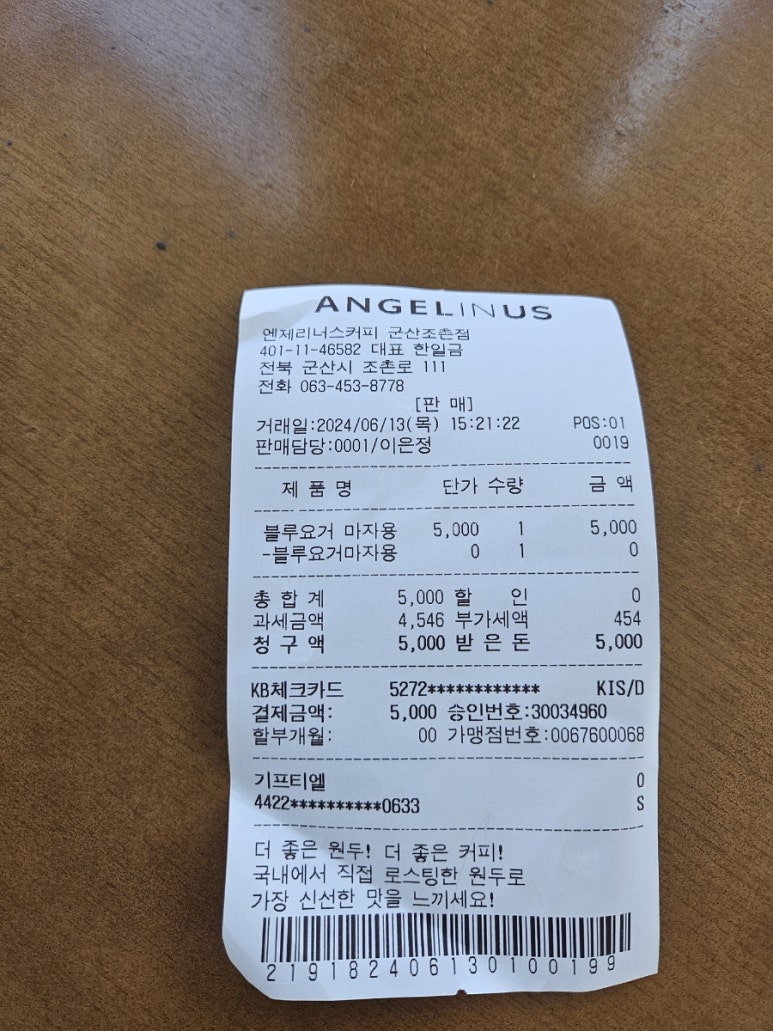 ANGELINUS
엔제리너스커피 군산조촌점
401-11-46582 대표 한일금
전북 군산시 조촌로 111
전화 063-453-8778
[판 매]
거래일:2024/06/13(목) 15:21:22 POS:01
판매담당:0001/이은정 0019
제 품 명 단가 수량 금 액
블루요거 마자용 5,000 1 5,000
-블루요거마자용 0 1 0
총 합 계 5,000 할 인 0
과세금액 4,546 부가세액 454
청 구 액 5,000 받 은 돈 5,000
KB체크카드 5272************ KIS/D
결제금액: 5,000 승인번호:30034960
할부개월: 00 가맹점번호:0067600068
기프티엘 0
4422**********0633 S
더 좋은 원두! 더 좋은 커피!
국내에서 직접 로스팅한 원두로
가장 신선한 맛을 느끼세요!
219182406130100199